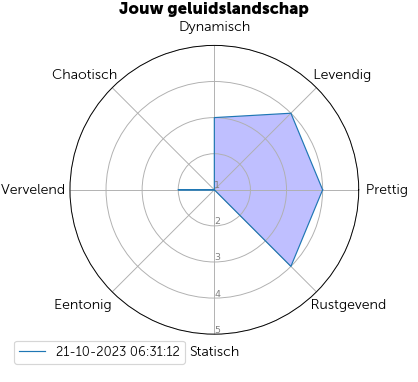 Jouw geluidslandschap
Dynamisch
Chaotisch
Levendig
Vervelend
1
Prettig
2
3
Eentonig
4
Rustgevend
5
21-10-2023 06:31:12
Statisch